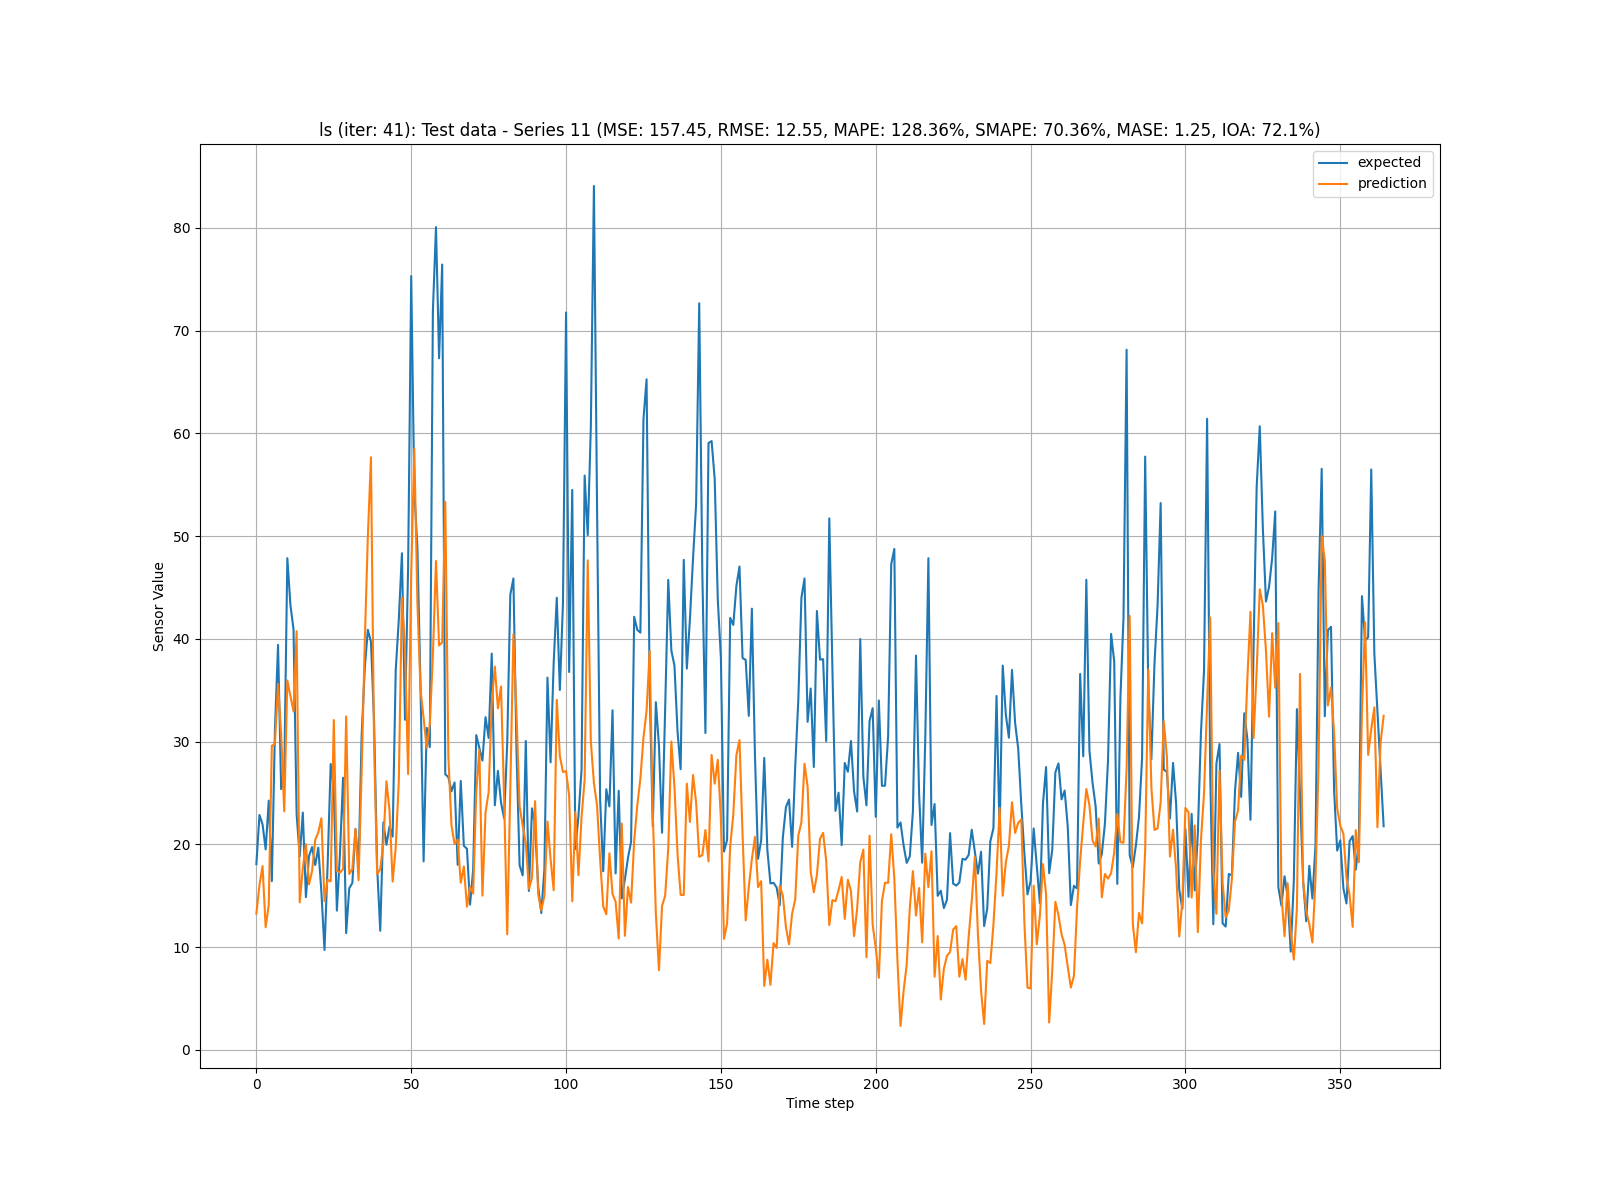 ls (iter: 41): Test data - Series 11 (MSE: 157.45, RMSE: 12.55, MAPE: 128.36%, SMAPE: 70.36%, MASE: 1.25, IOA: 72.1%)
expected
prediction
80
70
60
50
40
30
20
10
0
Sensor Value
0 50 100 150 200 250 300 350
Time step